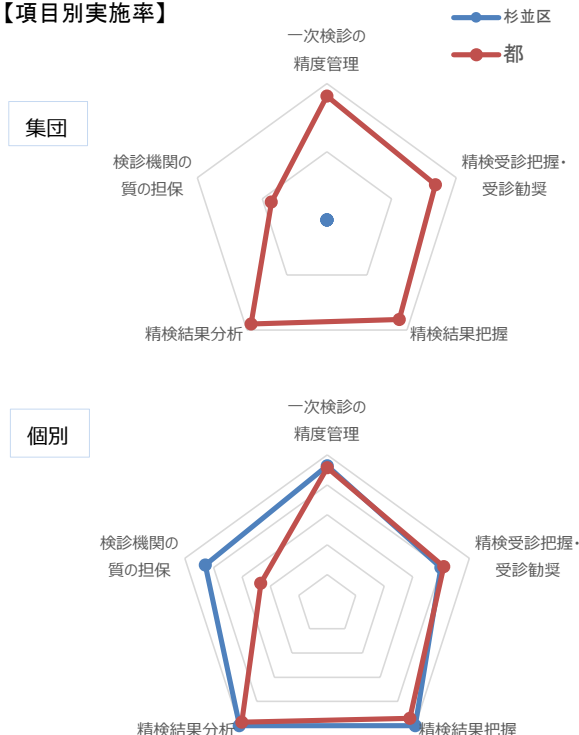 【項目別実施率】
杉並区
都
集団
一次検診の
精度管理
精検受診把握・
受診勧奨
精検結果把握
精検結果分析
検診機関の
質の担保
個別
一次検診の
精度管理
精検受診把握・
受診勧奨
精検結果把握
精検結果分析
検診機関の
質の担保